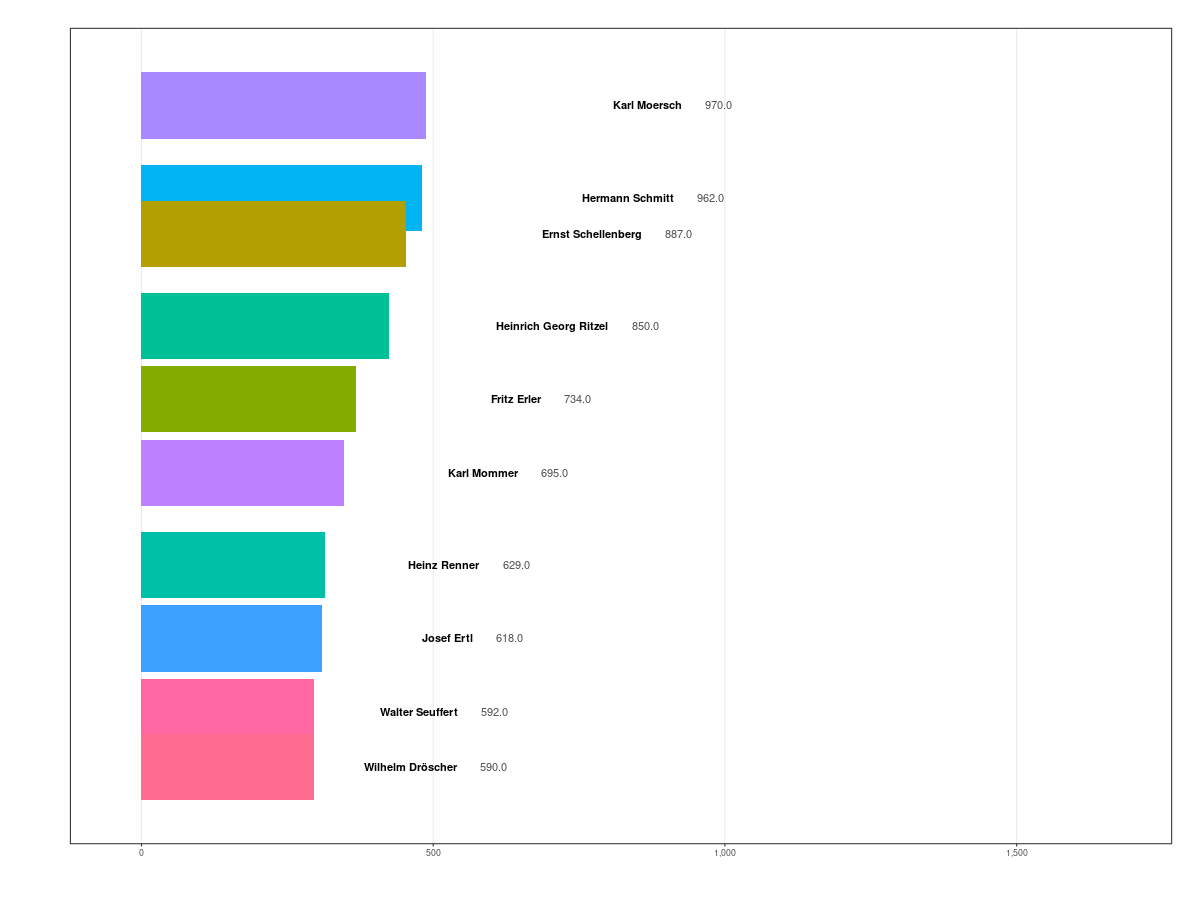 Karl Moersch 970.0
Hermann Schmitt 962.0
Ernst Schellenberg 887.0
Heinrich Georg Ritzel 850.0
Fritz Erler 734.0
Karl Mommer 695.0
Heinz Renner 629.0
Josef Ertl 618.0
Walter Seuffert 592.0
Wilhelm Dröscher 590.0
0 500 1,000 1,500